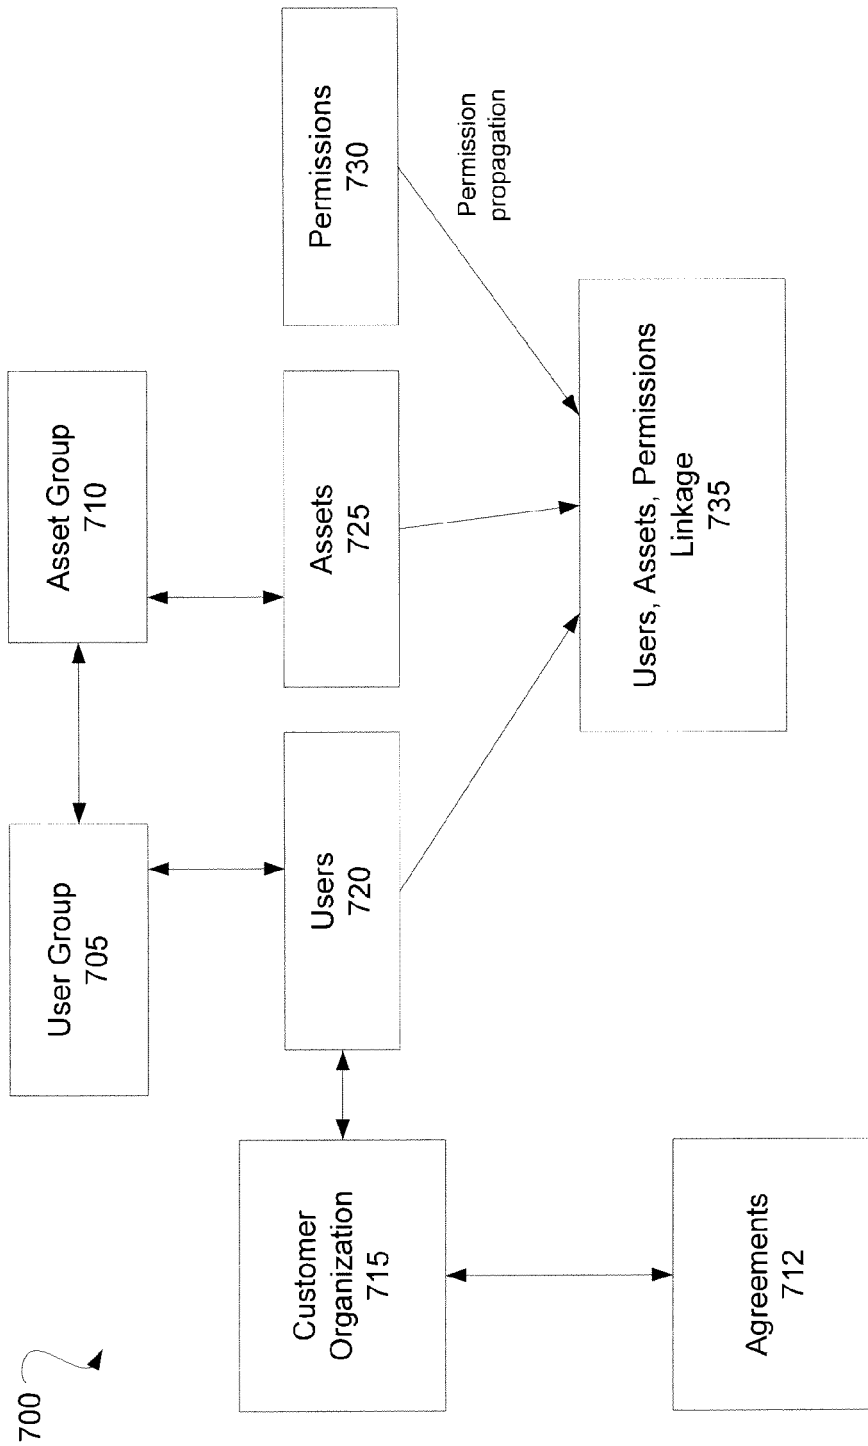 700
User Group
705
Asset Group
710
Customer
Organization
715
Users
720
Assets
725
Permissions
730
Permission
propagation
Agreements
712
Users, Assets, Permissions
Linkage
735